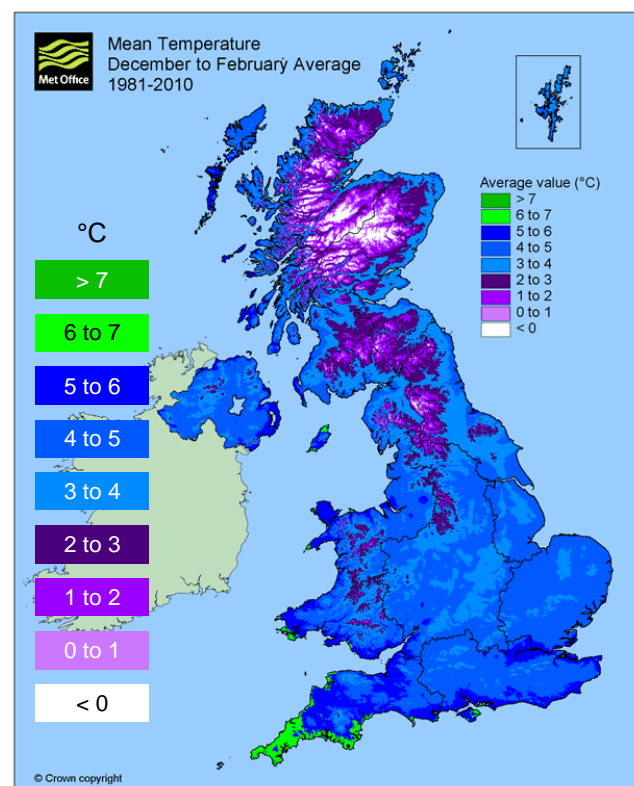 Met Office
Mean Temperature
December to February Average
1981-2010
Average value (°C)
> 7
6 to 7
5 to 6
4 to 5
3 to 4
2 to 3
1 to 2
0 to 1
< 0
°C
> 7
6 to 7
5 to 6
4 to 5
3 to 4
2 to 3
1 to 2
0 to 1
< 0
© Crown copyright